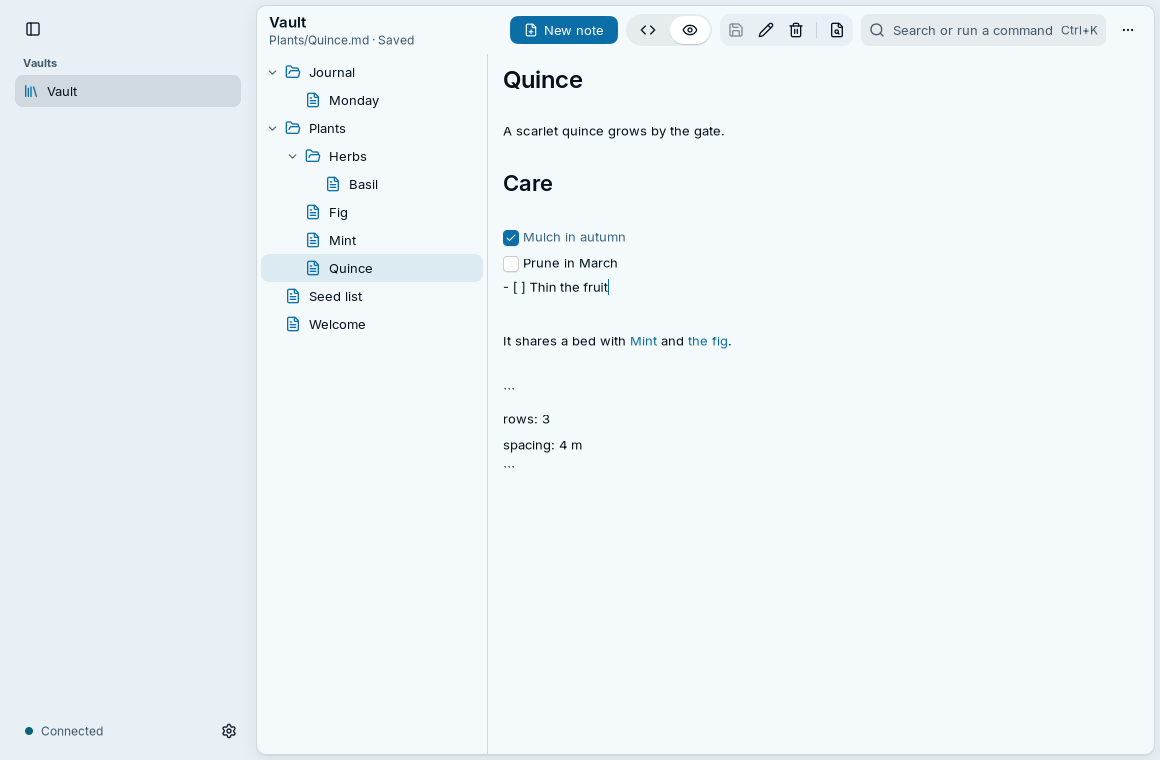 Vaults
Vault
Connected
Vault
Plants/Quince.md · Saved
New note
Search or run a command Ctrl+K
Journal
Monday
Plants
Herbs
Basil
Fig
Mint
Quince
Seed list
Welcome
Quince
A scarlet quince grows by the gate.
Care
Mulch in autumn
Prune in March
- [ ] Thin the fruit
It shares a bed with Mint and the fig.
```
rows: 3
spacing: 4 m
```